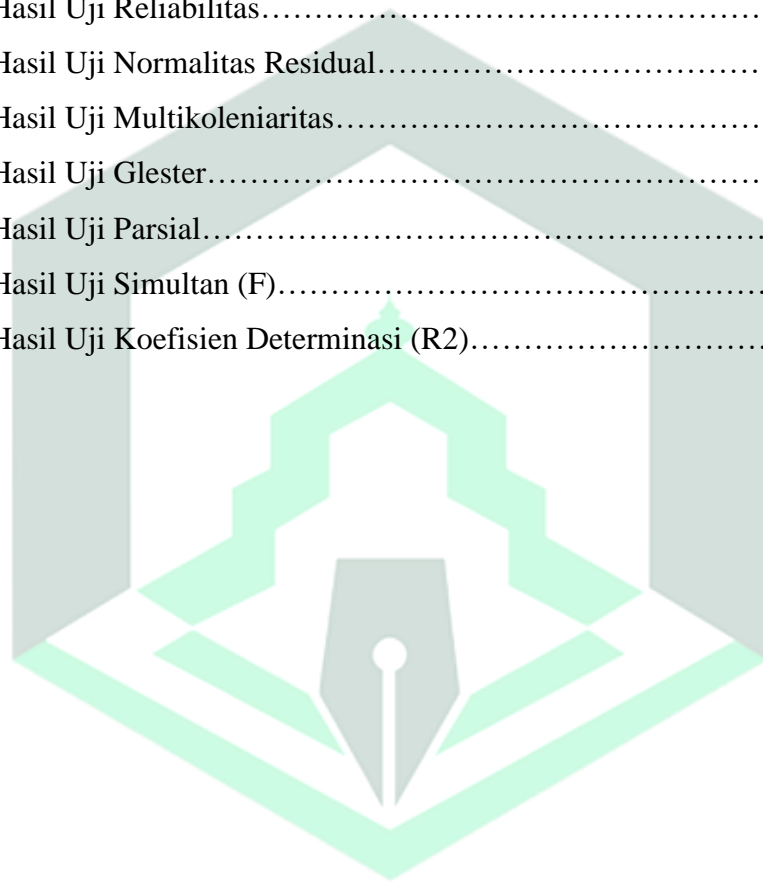 Hasil Uji Reliabilitas……………………………………………………
Hasil Uji Normalitas Residual………………………………………
Hasil Uji Multikoleniaritas……………………………………………
Hasil Uji Glester…………………………………………………………
Hasil Uji Parsial…………………………………………………………
Hasil Uji Simultan (F)…………………………………………………
Hasil Uji Koefisien Determinasi (R2)………………………………